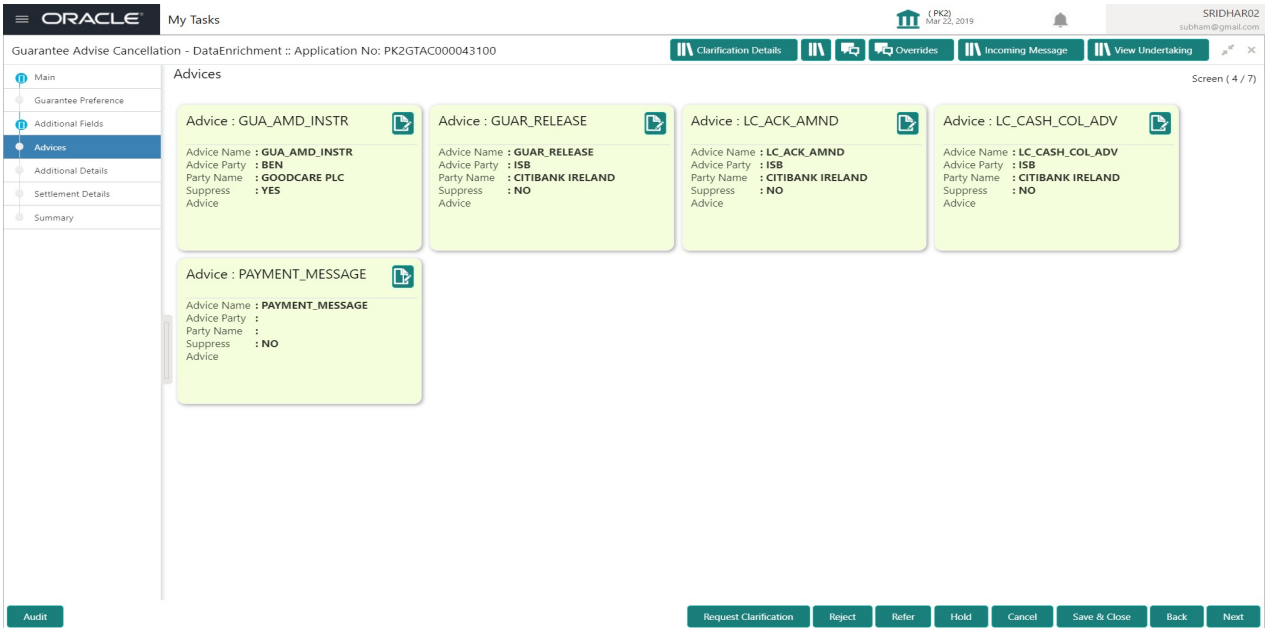 ORACLE
My Tasks
( PK2)
Mar 22, 2019
SRIDHAR02
subham@gmail.com
Guarantee Advise Cancellation - DataEnrichment :: Application No: PK2GTAC000043100
Clarification Details
Overrides
Incoming Message
View Undertaking
Main
Guarantee Preference
Additional Fields
Advices
Additional Details
Settlement Details
Summary
Advices
Screen ( 4 / 7)
Advice : GUA_AMD_INSTR
Advice Name : GUA_AMD_INSTR
Advice Party : BEN
Party Name : GOODCARE PLC
Suppress : YES
Advice
Advice : GUAR_RELEASE
Advice Name : GUAR_RELEASE
Advice Party : ISB
Party Name : CITIBANK IRELAND
Suppress : NO
Advice
Advice : LC_ACK_AMND
Advice Name : LC_ACK_AMND
Advice Party : ISB
Party Name : CITIBANK IRELAND
Suppress : NO
Advice
Advice : LC_CASH_COL_ADV
Advice Name : LC_CASH_COL_ADV
Advice Party : ISB
Party Name : CITIBANK IRELAND
Suppress : NO
Advice
Advice : PAYMENT_MESSAGE
Advice Name : PAYMENT_MESSAGE
Advice Party :
Party Name :
Suppress : NO
Advice
Audit
Request Clarification
Reject
Refer
Hold
Cancel
Save & Close
Back
Next